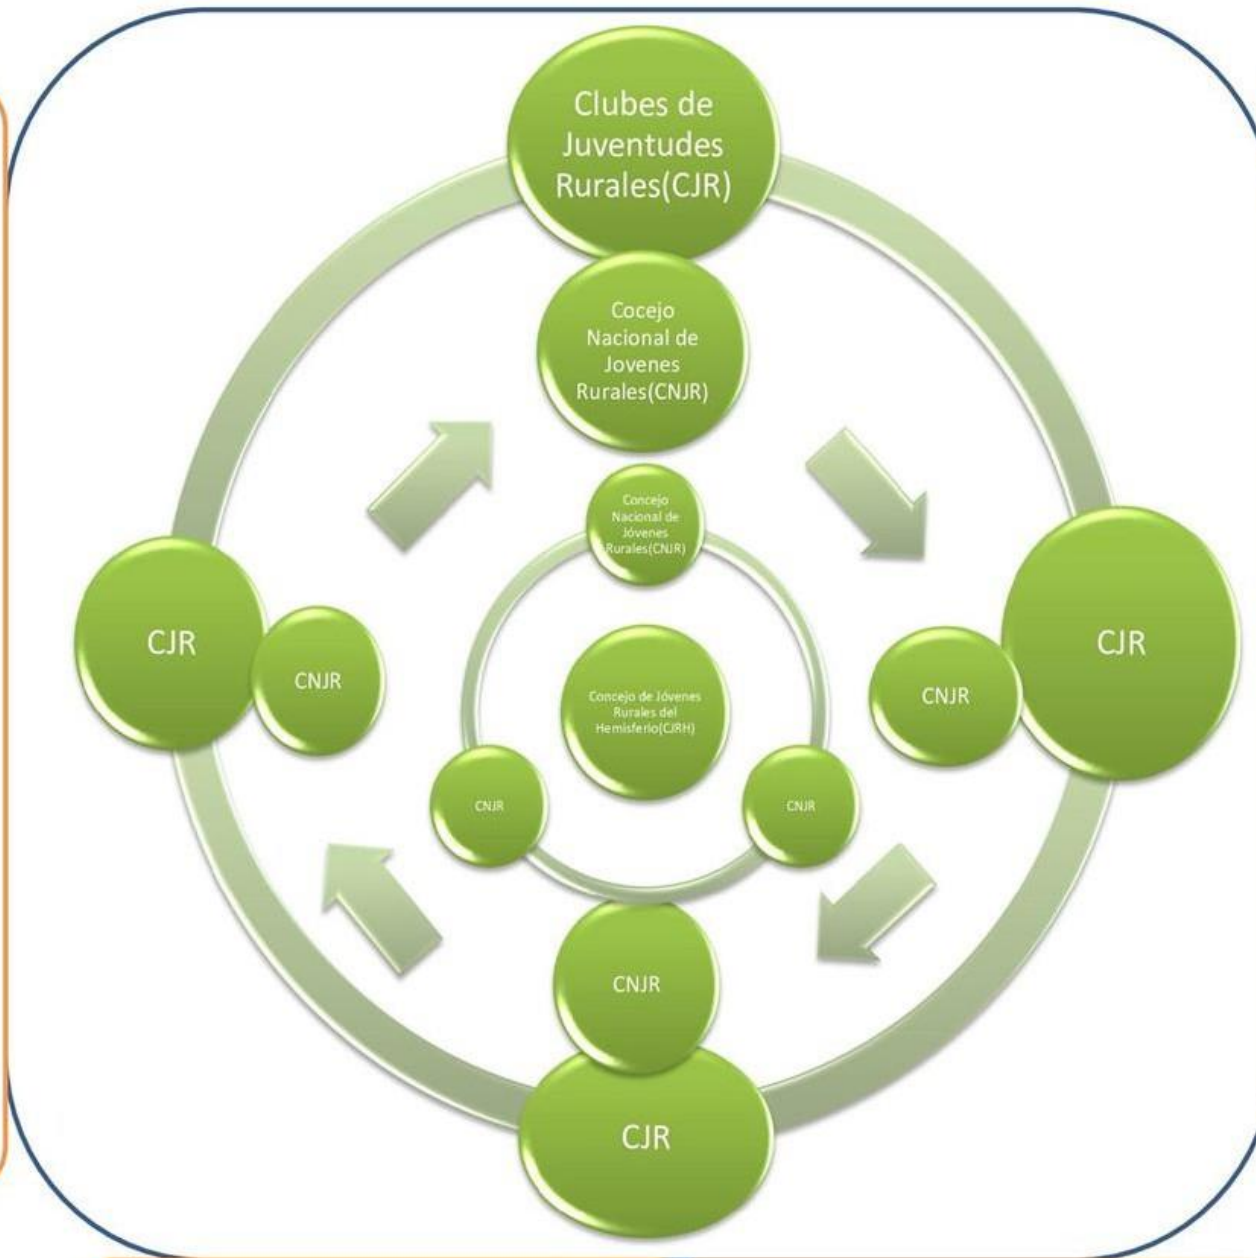 Clubes de
Juventudes
Rurales(CJR)
Cocejo
Nacional de
Jovenes
Rurales(CNJR)
Concejo
Nacional de
Jóvenes
Rurales(CNJR)
CJR
CNJR
CNJR
CJR
Concejo de Jóvenes
Rurales del
Hemisferio(CJRH)
CNJR
CNJR
CNJR
CJR